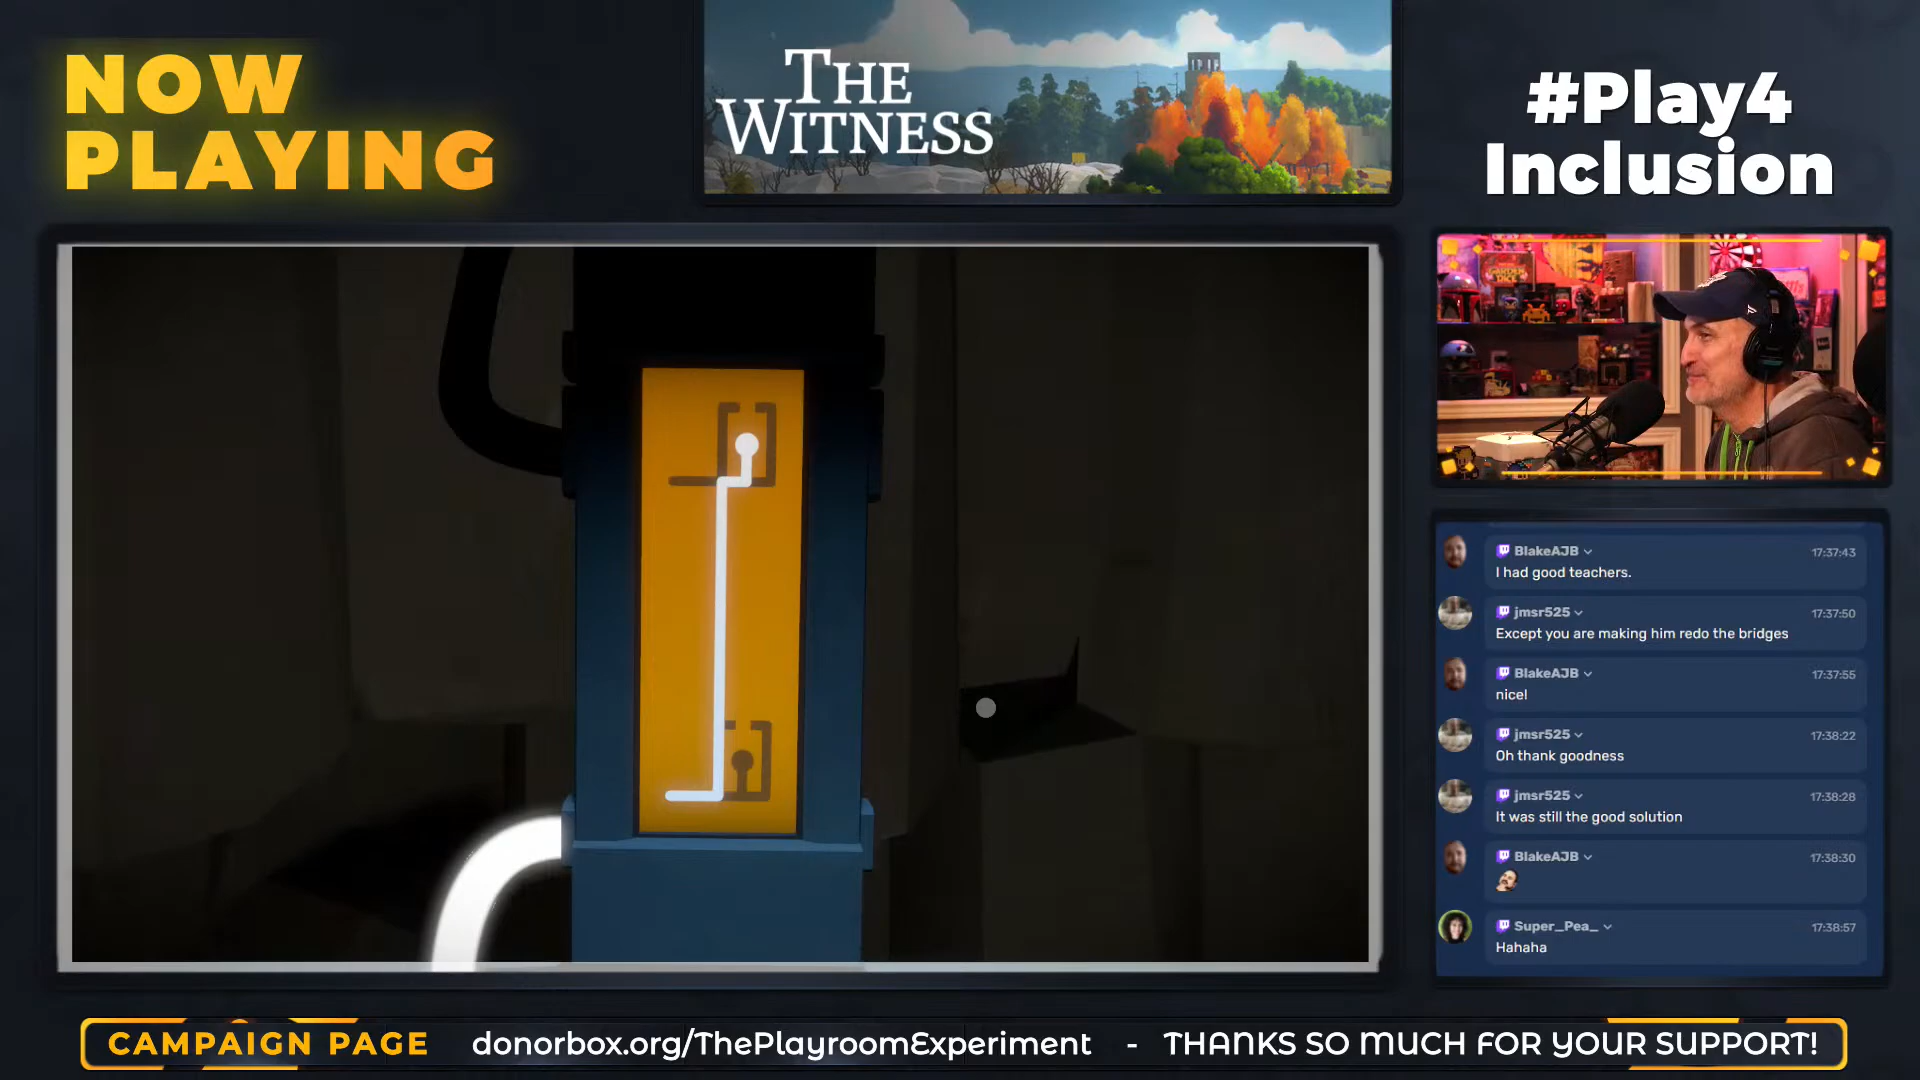 NOW
PLAYING
THE
WITNESS
#Play4
Inclusion
BlakeAJB 17:37:43
I had good teachers.
jmsr525 17:37:50
Except you are making him redo the bridges
BlakeAJB 17:37:55
nice!
jmsr525 17:38:22
Oh thank goodness
jmsr525 17:38:28
It was still the good solution
BlakeAJB 17:38:30
Super_Pea_ 17:38:57
Hahaha
CAMPAIGN PAGE donorbox.org/ThePlayroomExperiment - THANKS SO MUCH FOR YOUR SUPPORT!